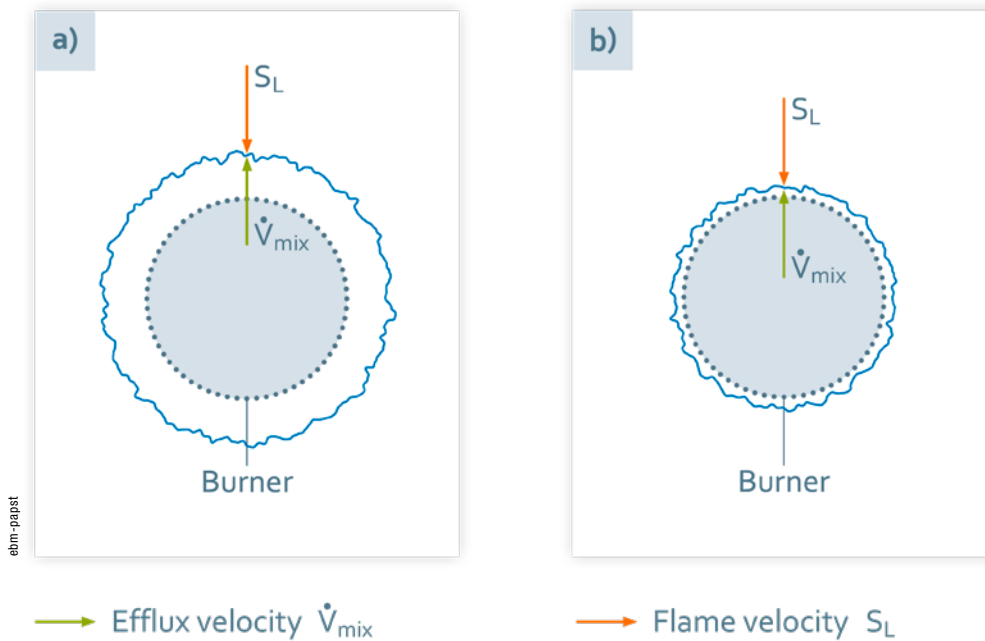 a)
S_L
V̇_mix
Burner
b)
S_L
V̇_mix
Burner
ebm-papst
Efflux velocity V̇_mix
Flame velocity S_L